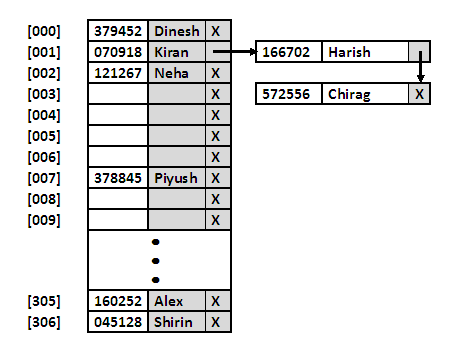 [000] 379452 Dinesh X
[001] 070918 Kiran 166702 Harish
[002] 121267 Neha X
[003] X 572556 Chirag X
[004] X
[005] X
[006] X
[007] 378845 Piyush X
[008] X
[009] X
[305] 160252 Alex X
[306] 045128 Shirin X